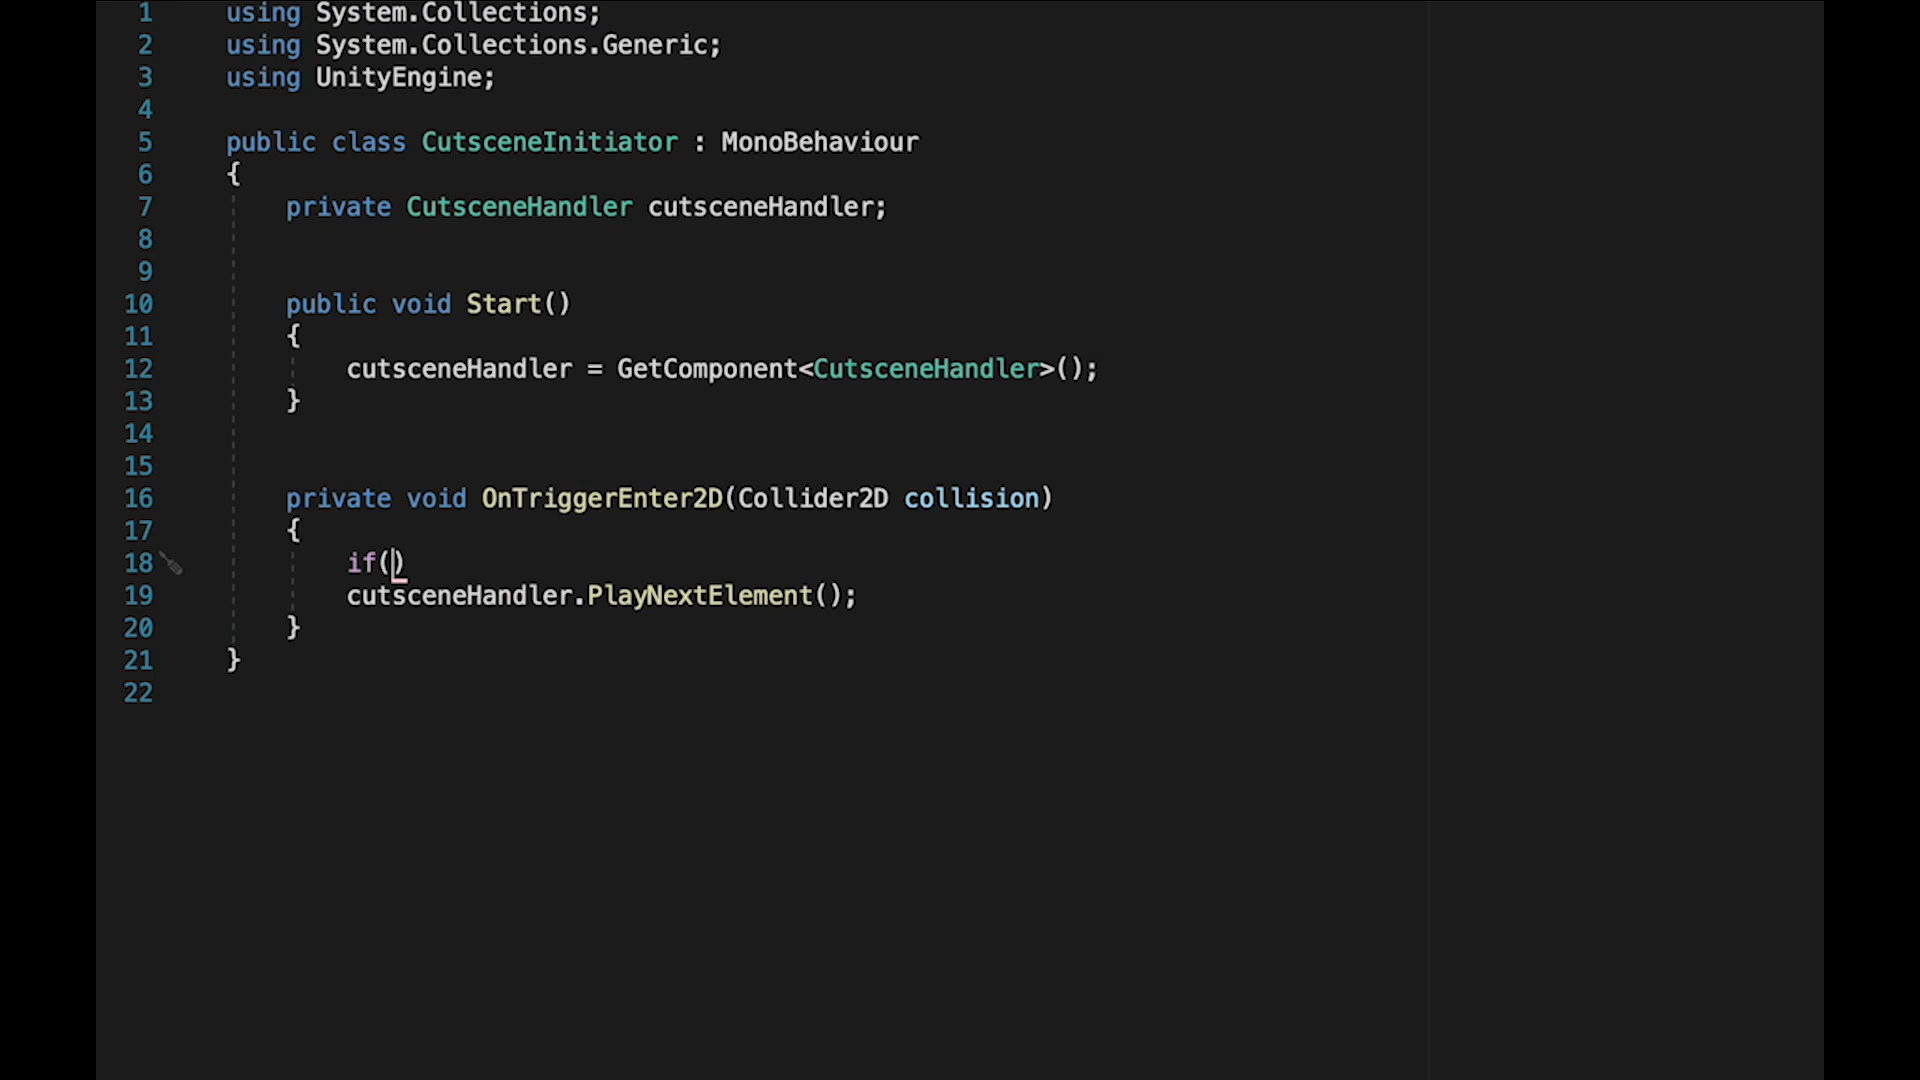 1 using System.Collections;
2 using System.Collections.Generic;
3 using UnityEngine;
4
5 public class CutsceneInitiator : MonoBehaviour
6 {
7 private CutsceneHandler cutsceneHandler;
8
9
10 public void Start()
11 {
12 cutsceneHandler = GetComponent<CutsceneHandler>();
13 }
14
15
16 private void OnTriggerEnter2D(Collider2D collision)
17 {
18 if()
19 cutsceneHandler.PlayNextElement();
20 }
21 }
22